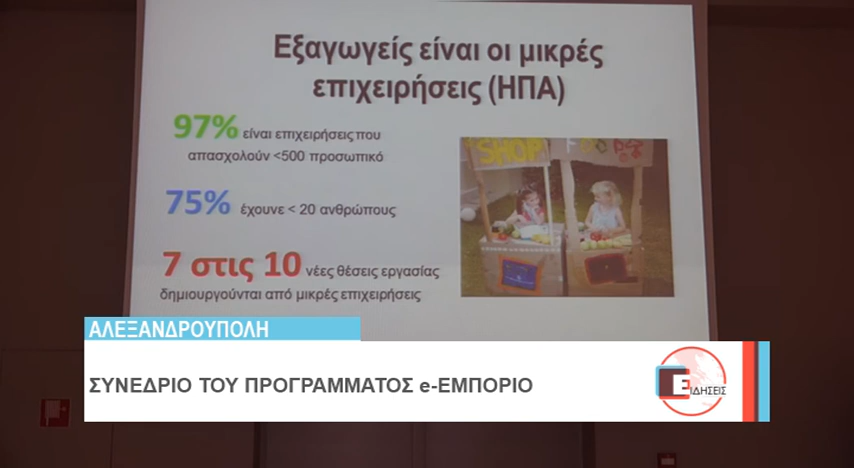 Εξαγωγείς είναι οι μικρές
επιχειρήσεις (ΗΠΑ)
97% είναι επιχειρήσεις που
απασχολούν <500 προσωπικό
75% έχουνε < 20 ανθρώπους
7 στις 10 νέες θέσεις εργασίας
δημιουργούνται από μικρές επιχειρήσεις
SHOP
FOOD
ΑΛΕΞΑΝΔΡΟΥΠΟΛΗ
ΣΥΝΕΔΡΙΟ ΤΟΥ ΠΡΟΓΡΑΜΜΑΤΟΣ e-ΕΜΠΟΡΙΟ
ΕΙΔΗΣΕΙΣ